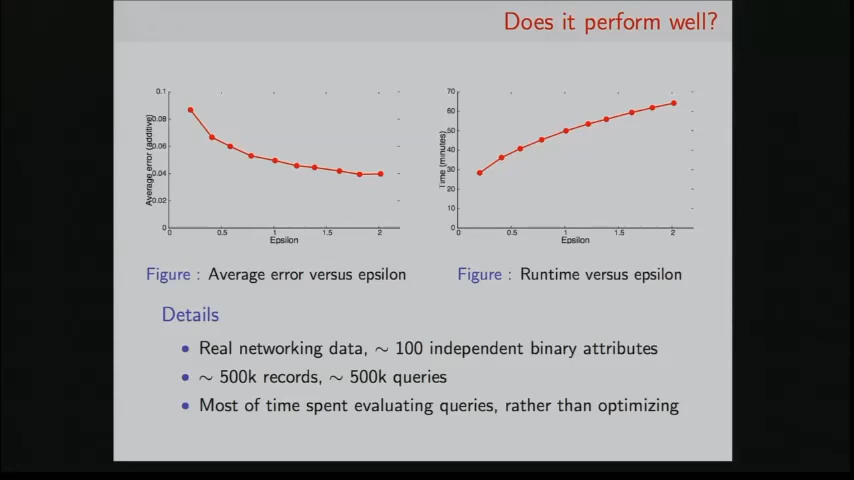 Does it perform well?
0.1
0.08
0.06
0.04
0.02
0
Average error (additive)
0 0.5 1 1.5 2
Epsilon
70
60
50
40
30
20
10
0
Time (minutes)
0 0.5 1 1.5 2
Epsilon
Figure : Average error versus epsilon
Figure : Runtime versus epsilon
Details
• Real networking data, ∼ 100 independent binary attributes
• ∼ 500k records, ∼ 500k queries
• Most of time spent evaluating queries, rather than optimizing